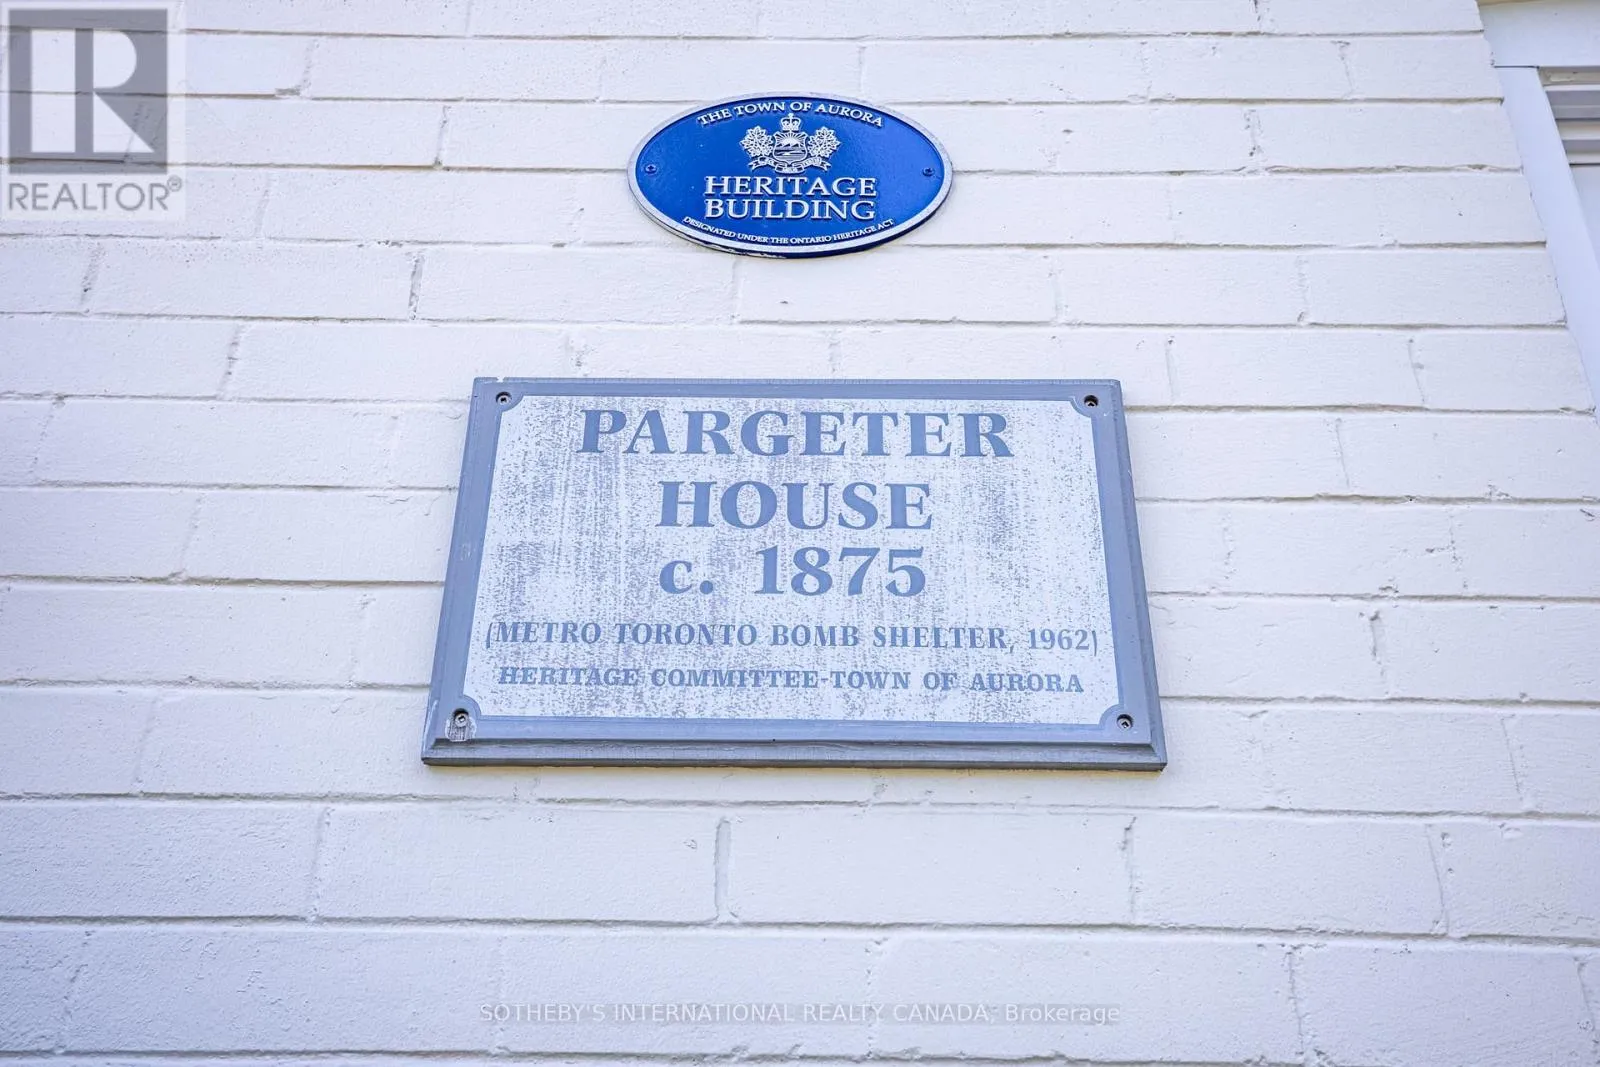 R
REALTOR®
THE TOWN OF AURORA
HERITAGE
BUILDING
DESIGNATED UNDER THE ONTARIO HERITAGE ACT
PARGETER
HOUSE
c. 1875
(METRO TORONTO BOMB SHELTER, 1962)
HERITAGE COMMITTEE-TOWN OF AURORA
SOTHEBY'S INTERNATIONAL REALTY CANADA, Brokerage